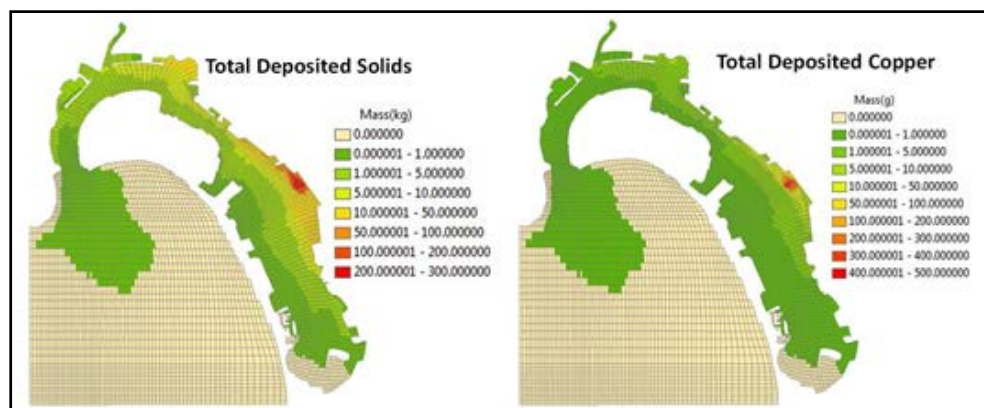 Total Deposited Solids
Mass(kg)
0.000000
0.000001 - 1.000000
1.000001 - 5.000000
5.000001 - 10.000000
10.000001 - 50.000000
50.000001 - 100.000000
100.000001 - 200.000000
200.000001 - 300.000000
Total Deposited Copper
Mass(g)
0.000000
0.000001 - 1.000000
1.000001 - 5.000000
5.000001 - 10.000000
10.000001 - 50.000000
50.000001 - 100.000000
100.000001 - 200.000000
200.000001 - 300.000000
300.000001 - 400.000000
400.000001 - 500.000000